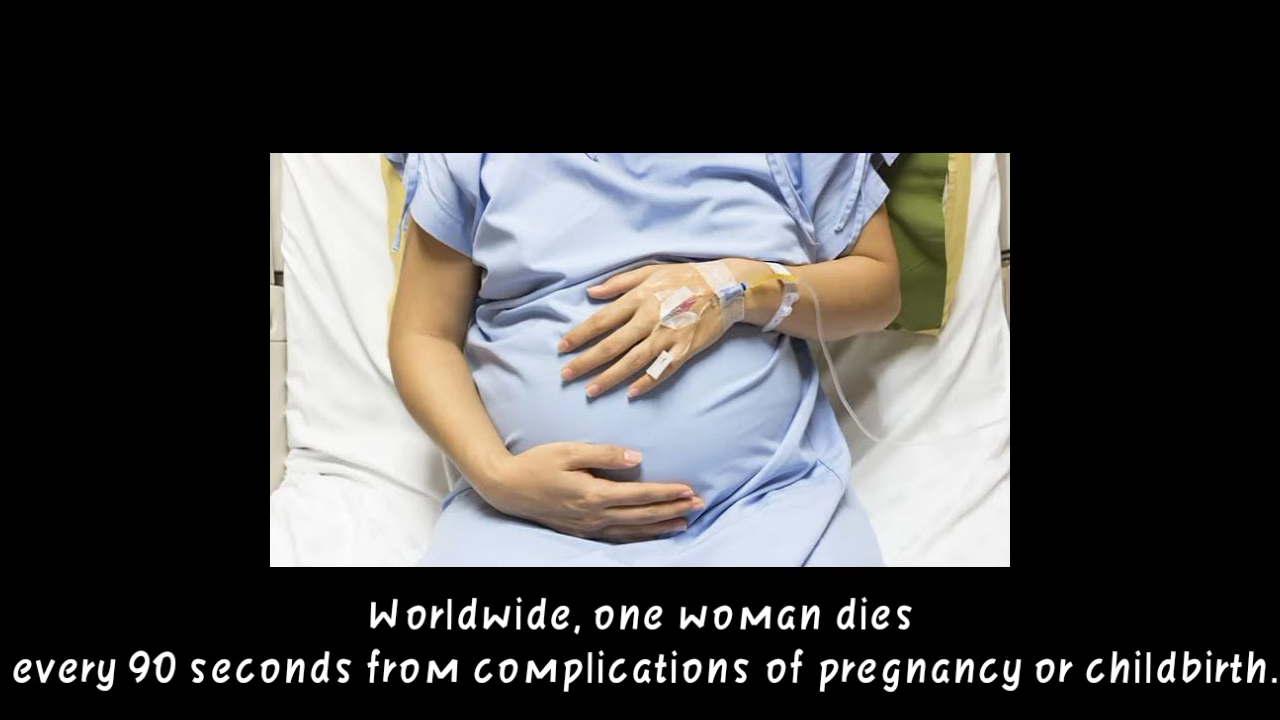 Worldwide, one woman dies
every 90 seconds from complications of pregnancy or childbirth.